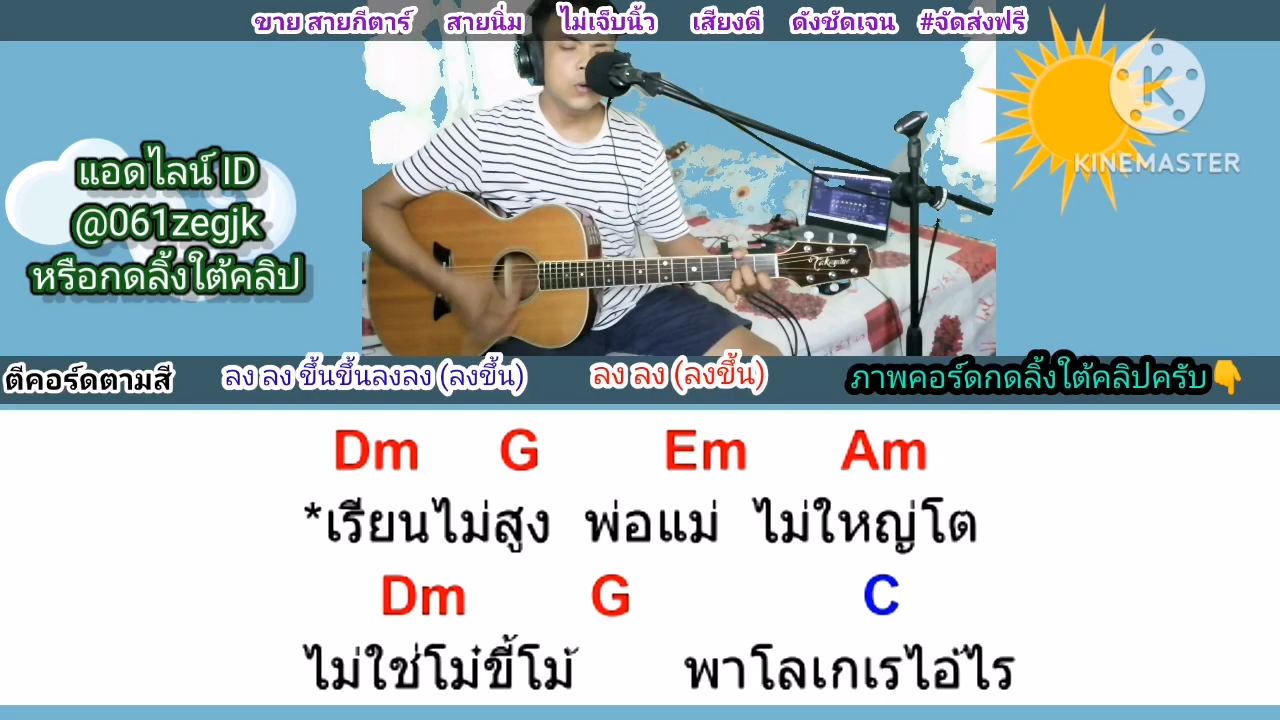 ขาย สายกีตาร์ สายนิ่ม ไม่เจ็บนิ้ว เสียงดี ดังชัดเจน #จัดส่งฟรี
KINEMASTER
แอดไลน์ ID
@061zegjk
หรือกดลิ้งใต้คลิป
Takamine
ตีคอร์ดตามสี ลง ลง ขึ้นขึ้นลงลง (ลงขึ้น) ลง ลง (ลงขึ้น) ภาพคอร์ดกดลิ้งใต้คลิปครับ👇
Dm G Em Am
*เรียนไม่สูง พ่อแม่ ไม่ใหญ่โต
Dm G C
ไม่ใช่โม๋ขี้โม้ พาโลเกเรไอ๋ไร